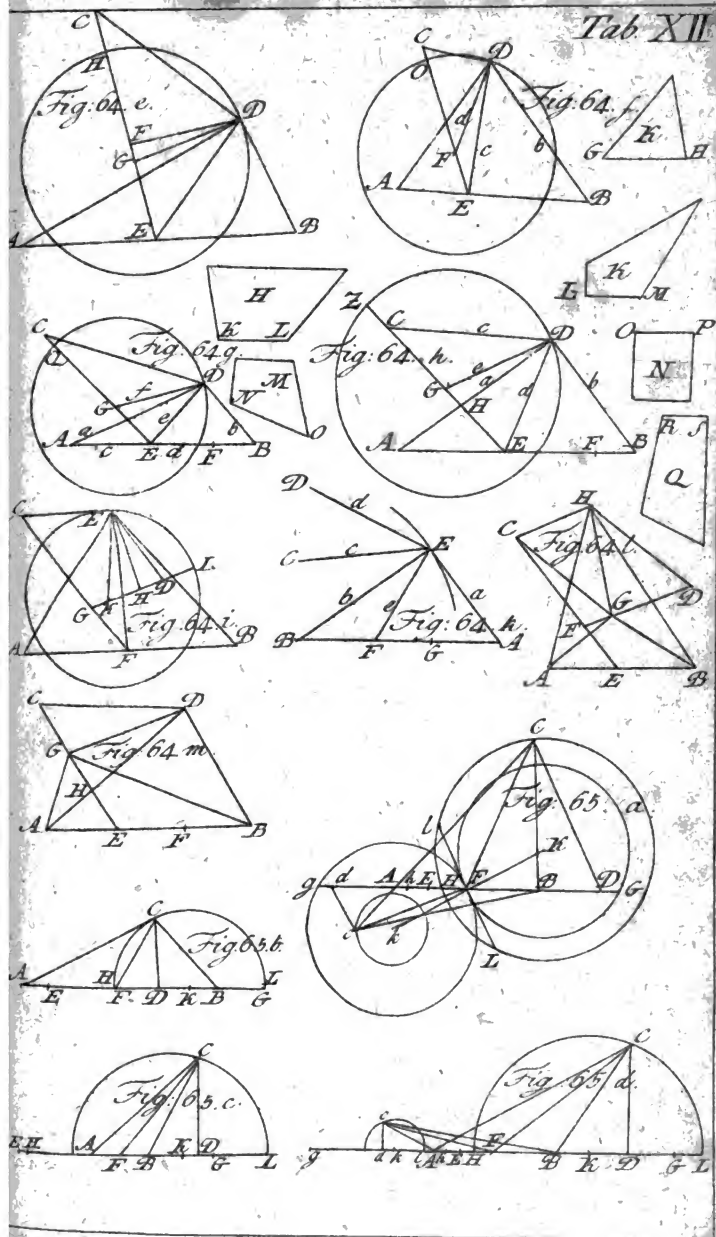 Tab XII
C
H
Fig: 64. e.
D
F
G
A
E
B
C
O
D
Fig: 64. f.
d
F
c
b
A
E
B
K
G
H
K
L
M
H
K
L
M
N
O
C
Fig: 64. g.
D
f
G
e
A
a
c
E
d
F
b
B
Z
C
c
Fig: 64. h.
D
e
G
a
H
d
b
A
E
F
B
O
P
N
R
S
Q
C
E
L
D
H
K
G
Fig: 64. i.
A
F
B
D
d
C
c
E
b
e
a
Fig: 64. k.
B
F
G
A
H
C
Fig: 64. l.
G
D
F
A
E
B
C
D
G
Fig: 64 m.
H
A
E
F
B
C
Fig: 65. a.
l
K
g
d
A
h
E
H
F
B
D
G
c
k
L
C
Fig. 65. b.
A
E
H
F
D
K
B
G
L
C
Fig: 65. c.
E
H
A
F
B
K
D
G
L
C
Fig: 65. d.
c
g
d
k
l
A
h
E
H
F
B
K
D
G
L